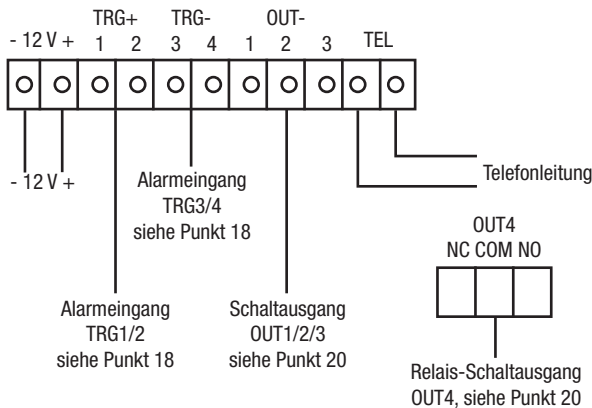 TRG+ TRG- OUT-
- 12 V + 1 2 3 4 1 2 3 TEL
- 12 V +
Alarmeingang
TRG3/4
siehe Punkt 18
Telefonleitung
OUT4
NC COM NO
Alarmeingang
TRG1/2
siehe Punkt 18
Schaltausgang
OUT1/2/3
siehe Punkt 20
Relais-Schaltausgang
OUT4, siehe Punkt 20